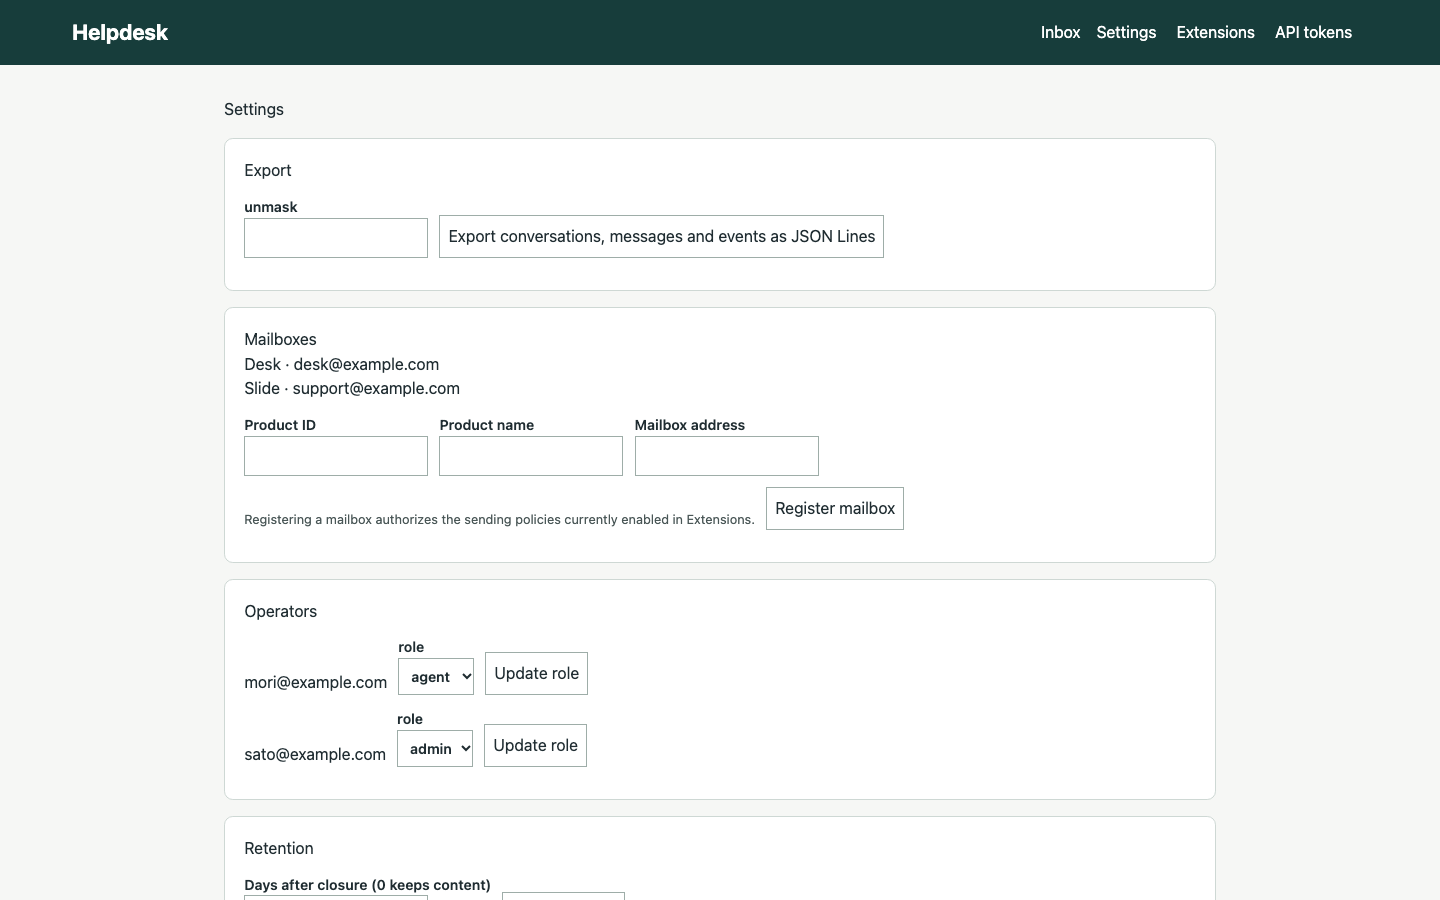 Helpdesk
Inbox Settings Extensions API tokens
Settings
Export
unmask
Export conversations, messages and events as JSON Lines
Mailboxes
Desk · desk@example.com
Slide · support@example.com
Product ID Product name Mailbox address
Registering a mailbox authorizes the sending policies currently enabled in Extensions. Register mailbox
Operators
role
mori@example.com agent Update role
role
sato@example.com admin Update role
Retention
Days after closure (0 keeps content)